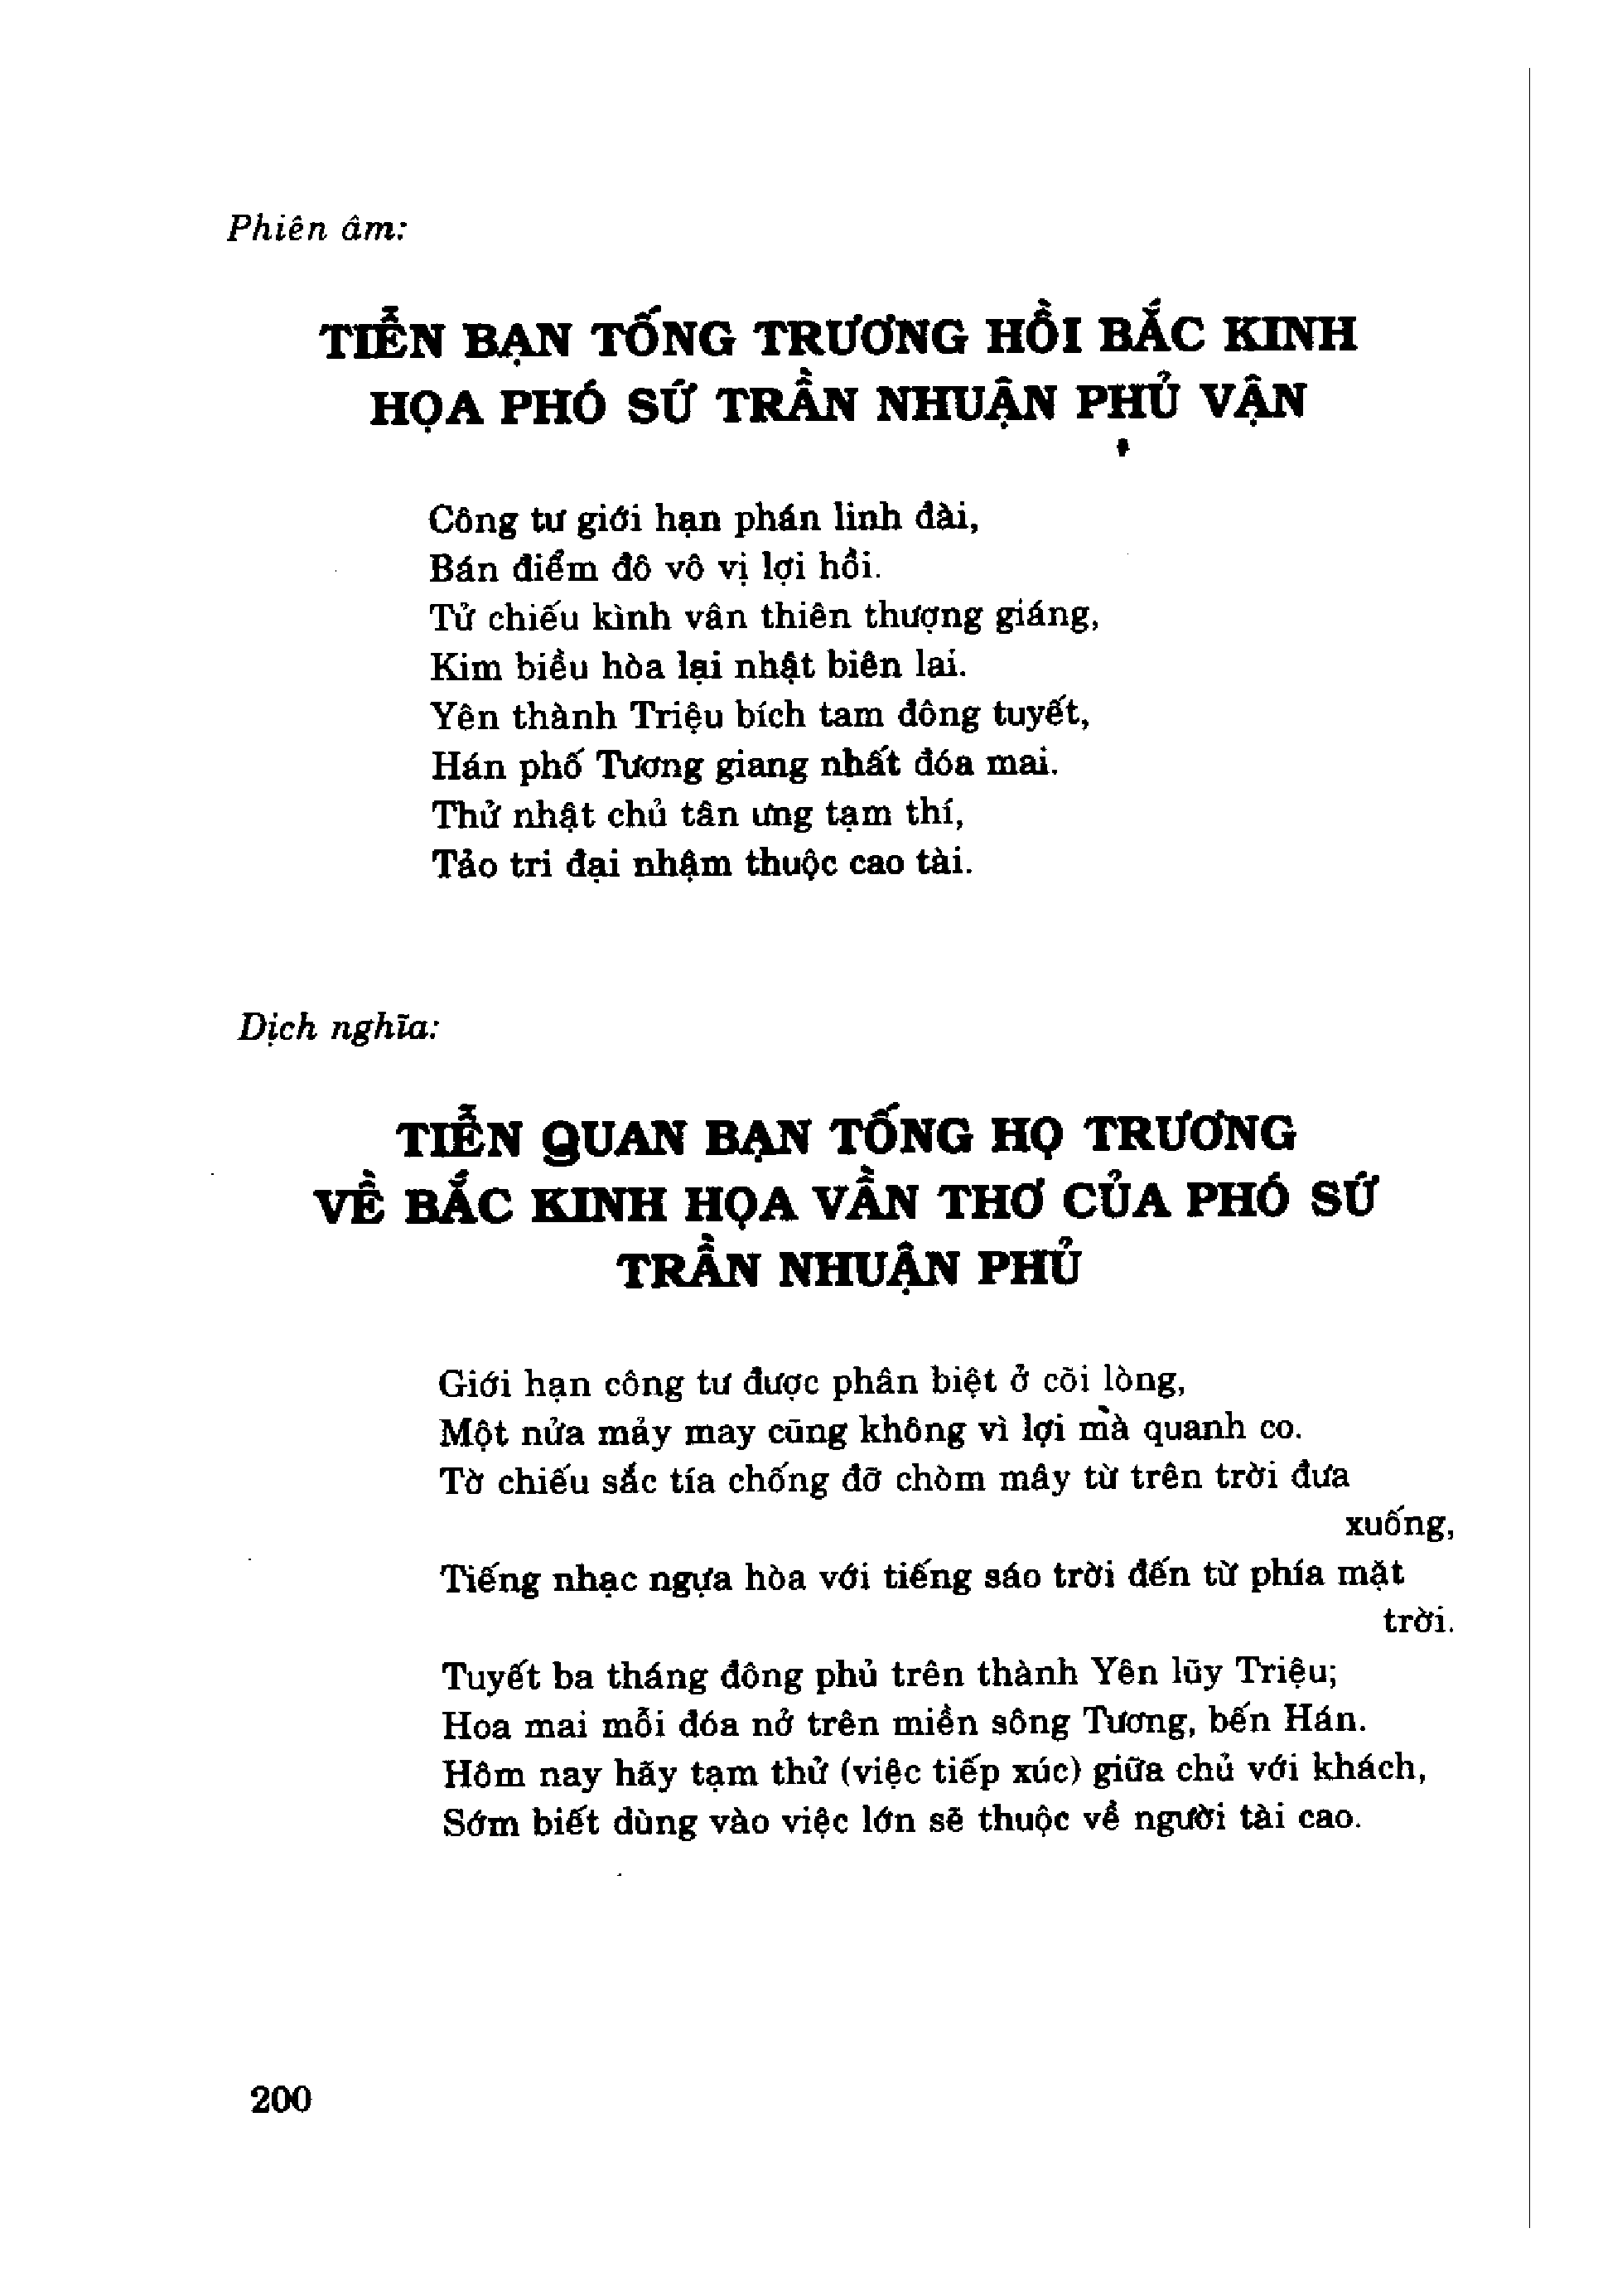 Phiên âm:
TIỄN BẠN TỐNG TRƯƠNG HỒI BẮC KINH
HỌA PHÓ SỨ TRẦN NHUẬN PHỦ VẬN
Công tư giới hạn phán linh đài,
Bán điểm đô vô vị lợi hồi.
Tử chiếu kình vân thiên thượng giáng,
Kim biều hòa lại nhật biên lai.
Yên thành Triệu bích tam đông tuyết,
Hán phố Tương giang nhất đóa mai.
Thử nhật chủ tân ưng tạm thí,
Tảo tri đại nhậm thuộc cao tài.
Dịch nghĩa:
TIỄN QUAN BẠN TỐNG HỌ TRƯƠNG
VỀ BẮC KINH HỌA VẦN THƠ CỦA PHÓ SỨ
TRẦN NHUẬN PHỦ
Giới hạn công tư được phân biệt ở cõi lòng,
Một nửa mảy may cũng không vì lợi mà quanh co.
Tờ chiếu sắc tía chống đỡ chòm mây từ trên trời đưa
xuống,
Tiếng nhạc ngựa hòa với tiếng sáo trời đến từ phía mặt
trời.
Tuyết ba tháng đông phủ trên thành Yên lũy Triệu;
Hoa mai mỗi đóa nở trên miền sông Tương, bến Hán.
Hôm nay hãy tạm thử (việc tiếp xúc) giữa chủ với khách,
Sớm biết dùng vào việc lớn sẽ thuộc về người tài cao.
200